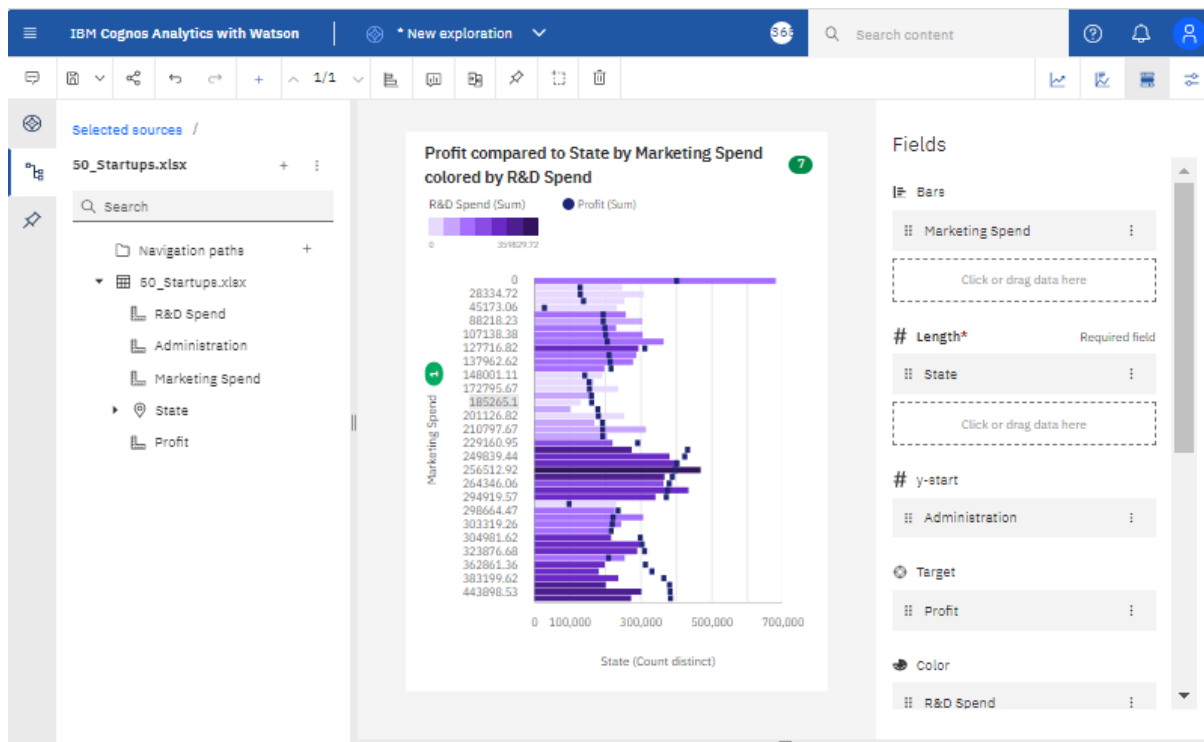 IBM Cognos Analytics with Watson
* New exploration
Search content
1/1
Selected sources /
50_Startups.xlsx
Search
Navigation paths
50_Startups.xlsx
R&D Spend
Administration
Marketing Spend
State
Profit
Profit compared to State by Marketing Spend
colored by R&D Spend
7
R&D Spend (Sum)
Profit (Sum)
0
359829.72
Marketing Spend
1
0
28334.72
45173.06
88218.23
107138.38
127716.82
137962.62
148001.11
172795.67
185265.1
201126.82
210797.67
229160.95
249839.44
256512.92
264346.06
294919.57
298664.47
303319.26
304981.62
323876.68
362861.36
383199.62
443898.53
0 100,000 300,000 500,000 700,000
State (Count distinct)
Fields
Bars
Marketing Spend
Click or drag data here
Length* Required field
State
Click or drag data here
y-start
Administration
Target
Profit
Color
R&D Spend